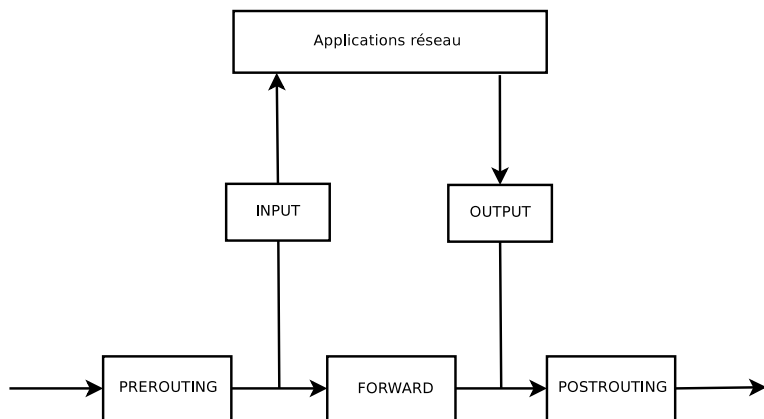 Applications réseau
INPUT
OUTPUT
PREROUTING
FORWARD
POSTROUTING